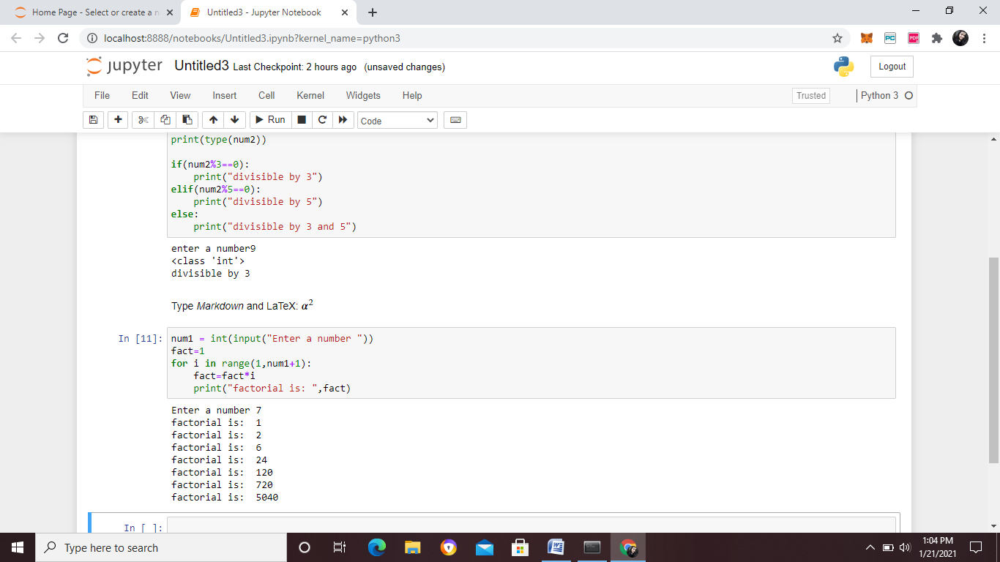 Home Page - Select or create a n
Untitled3 - Jupyter Notebook
localhost:8888/notebooks/Untitled3.ipynb?kernel_name=python3
PC
PDF
jupyter Untitled3 Last Checkpoint: 2 hours ago (unsaved changes)
Logout
File Edit View Insert Cell Kernel Widgets Help
Trusted
Python 3
Run
Code
print(type(num2))
if(num2%3==0):
    print("divisible by 3")
elif(num2%5==0):
    print("divisible by 5")
else:
    print("divisible by 3 and 5")
enter a number9
<class 'int'>
divisible by 3
Type Markdown and LaTeX: α²
In [11]: num1 = int(input("Enter a number "))
fact=1
for i in range(1,num1+1):
    fact=fact*i
    print("factorial is: ",fact)
Enter a number 7
factorial is:  1
factorial is:  2
factorial is:  6
factorial is:  24
factorial is:  120
factorial is:  720
factorial is:  5040
In [ ]:
Type here to search
1:04 PM
1/21/2021